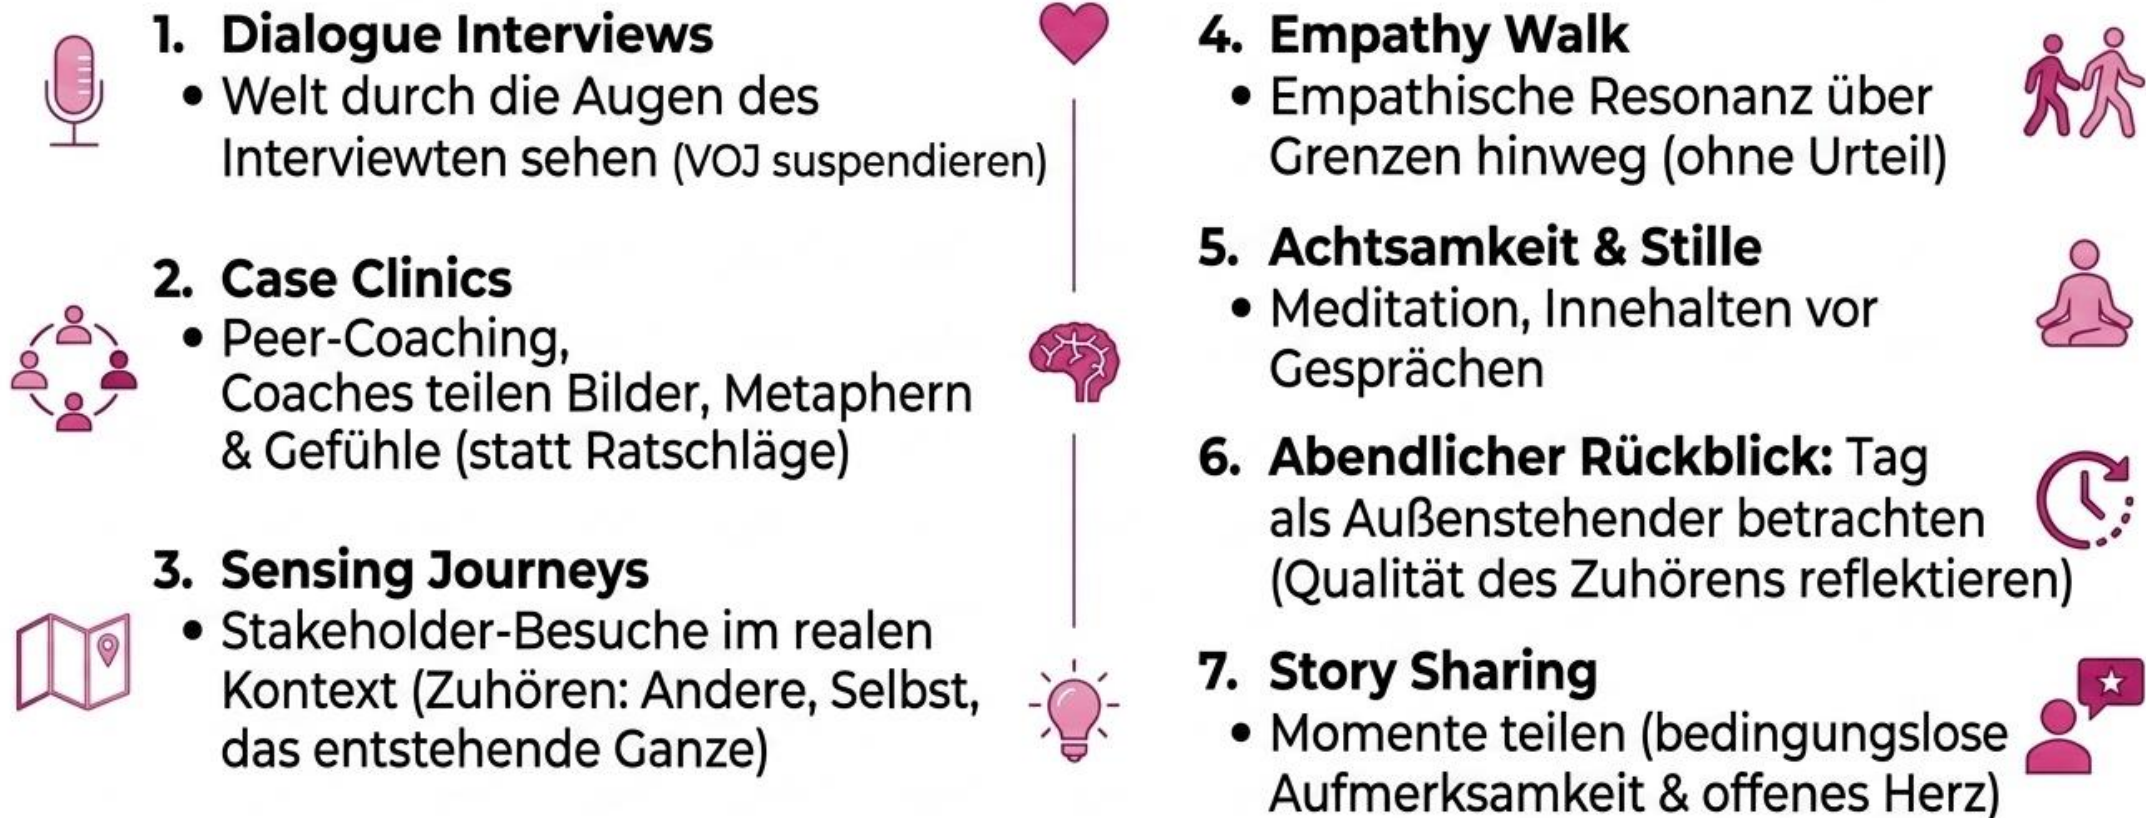 1. Dialogue Interviews
• Welt durch die Augen des
Interviewten sehen (VOJ suspendieren)
2. Case Clinics
• Peer-Coaching,
Coaches teilen Bilder, Metaphern
& Gefühle (statt Ratschläge)
3. Sensing Journeys
• Stakeholder-Besuche im realen
Kontext (Zuhören: Andere, Selbst,
das entstehende Ganze)
4. Empathy Walk
• Empathische Resonanz über
Grenzen hinweg (ohne Urteil)
5. Achtsamkeit & Stille
• Meditation, Innehalten vor
Gesprächen
6. Abendlicher Rückblick: Tag
als Außenstehender betrachten
(Qualität des Zuhörens reflektieren)
7. Story Sharing
• Momente teilen (bedingungslose
Aufmerksamkeit & offenes Herz)